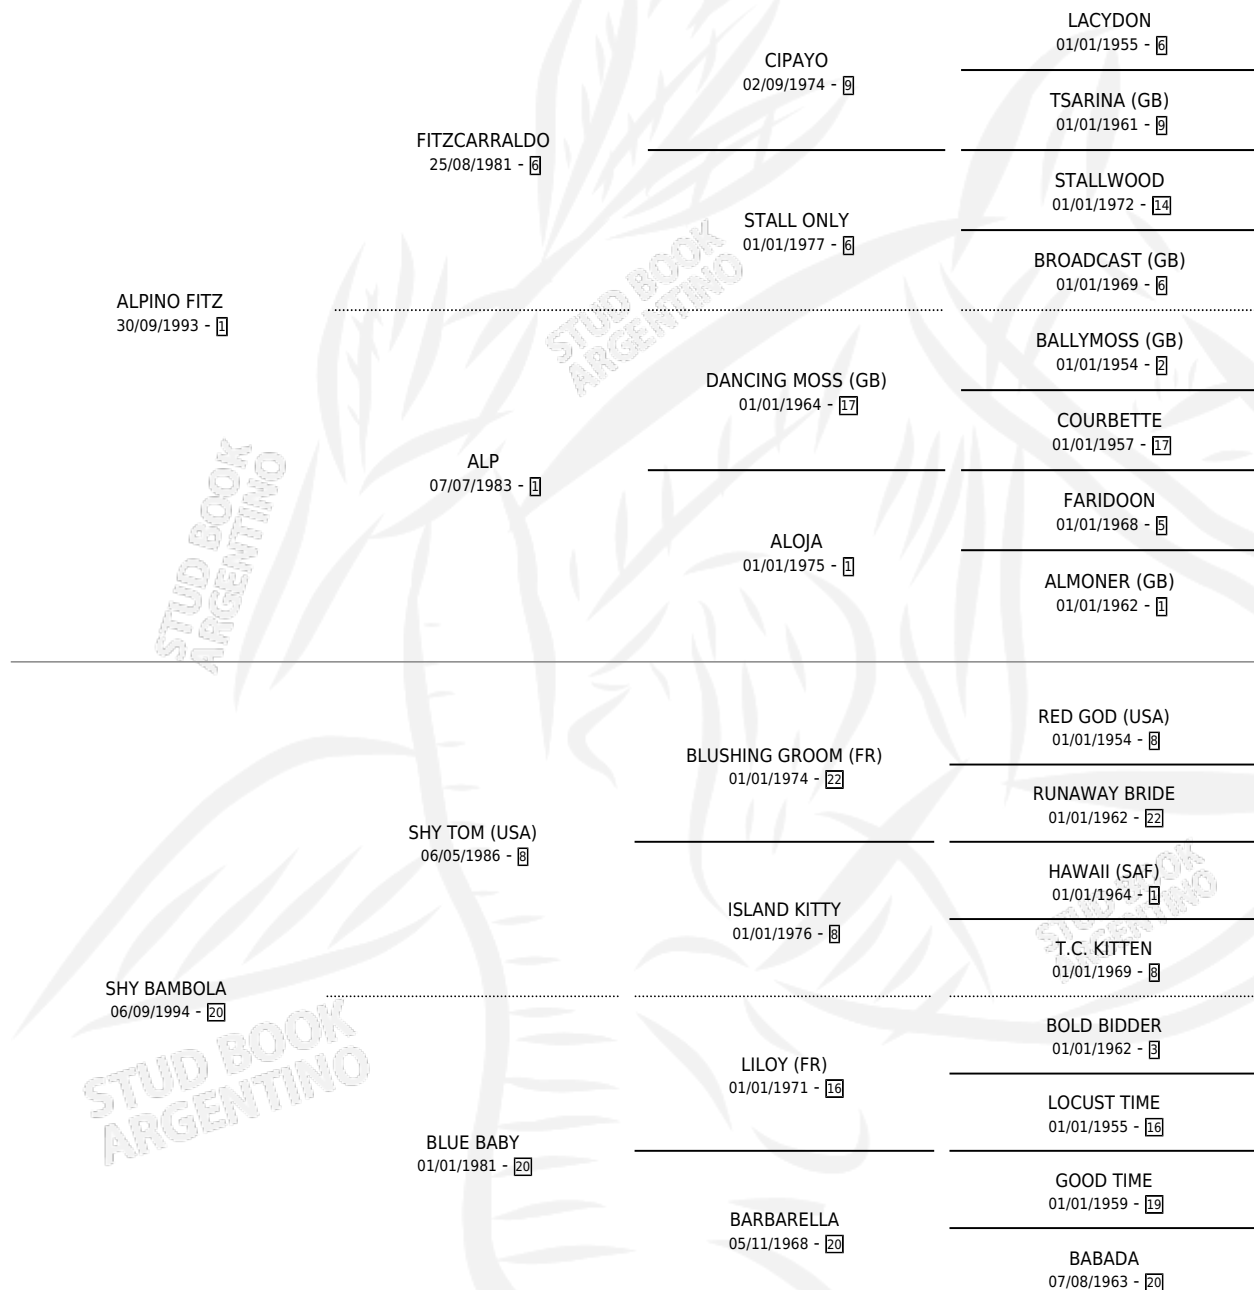 LACYDON
01/01/1955 - 6
CIPAYO
02/09/1974 - 9
TSARINA (GB)
01/01/1961 - 9
FITZCARRALDO
25/08/1981 - 6
STALLWOOD
01/01/1972 - 14
STALL ONLY
01/01/1977 - 6
BROADCAST (GB)
01/01/1969 - 6
ALPINO FITZ
30/09/1993 - 1
STUD BOOK
ARGENTINO
BALLYMOSS (GB)
01/01/1954 - 2
DANCING MOSS (GB)
01/01/1964 - 17
COURBETTE
01/01/1957 - 17
ALP
07/07/1983 - 1
FARIDOON
01/01/1968 - 5
ALOJA
01/01/1975 - 1
ALMONER (GB)
01/01/1962 - 1
STUD BOOK
ARGENTINO
RED GOD (USA)
01/01/1954 - 8
BLUSHING GROOM (FR)
01/01/1974 - 22
RUNAWAY BRIDE
01/01/1962 - 22
SHY TOM (USA)
06/05/1986 - 8
HAWAII (SAF)
01/01/1964 - 1
ISLAND KITTY
01/01/1976 - 8
STUD BOOK
ARGENTINO
T.C. KITTEN
01/01/1969 - 8
SHY BAMBOLA
06/09/1994 - 20
BOLD BIDDER
01/01/1962 - 3
STUD BOOK
ARGENTINO
LILOY (FR)
01/01/1971 - 16
LOCUST TIME
01/01/1955 - 16
BLUE BABY
01/01/1981 - 20
GOOD TIME
01/01/1959 - 19
BARBARELLA
05/11/1968 - 20
BABADA
07/08/1963 - 20